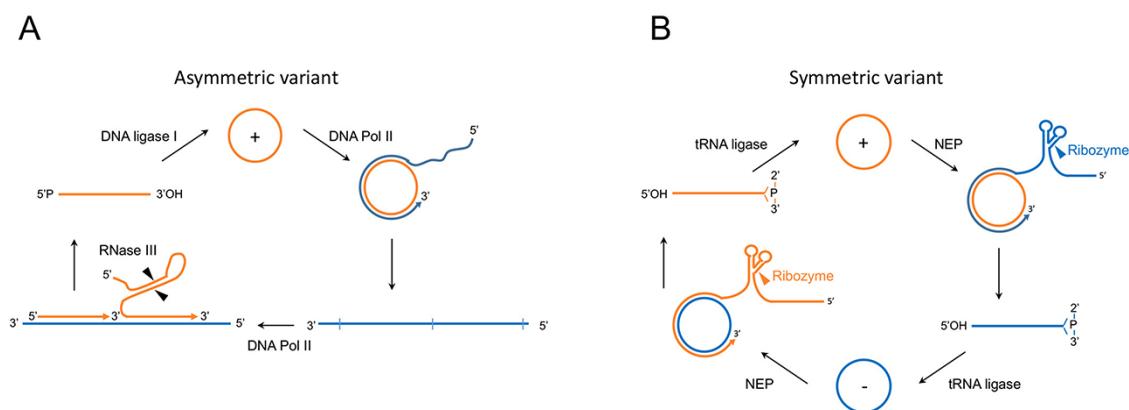 A
Asymmetric variant
DNA ligase I
+
DNA Pol II
5'
5'P
3'OH
3'
RNase III
5'
3'
5'
3'
3'
5'
3'
5'
DNA Pol II
B
Symmetric variant
tRNA ligase
+
NEP
Ribozyme
5'
3'
5'OH
2'
P
3'
Ribozyme
5'
3'
5'OH
2'
P
3'
NEP
-
tRNA ligase